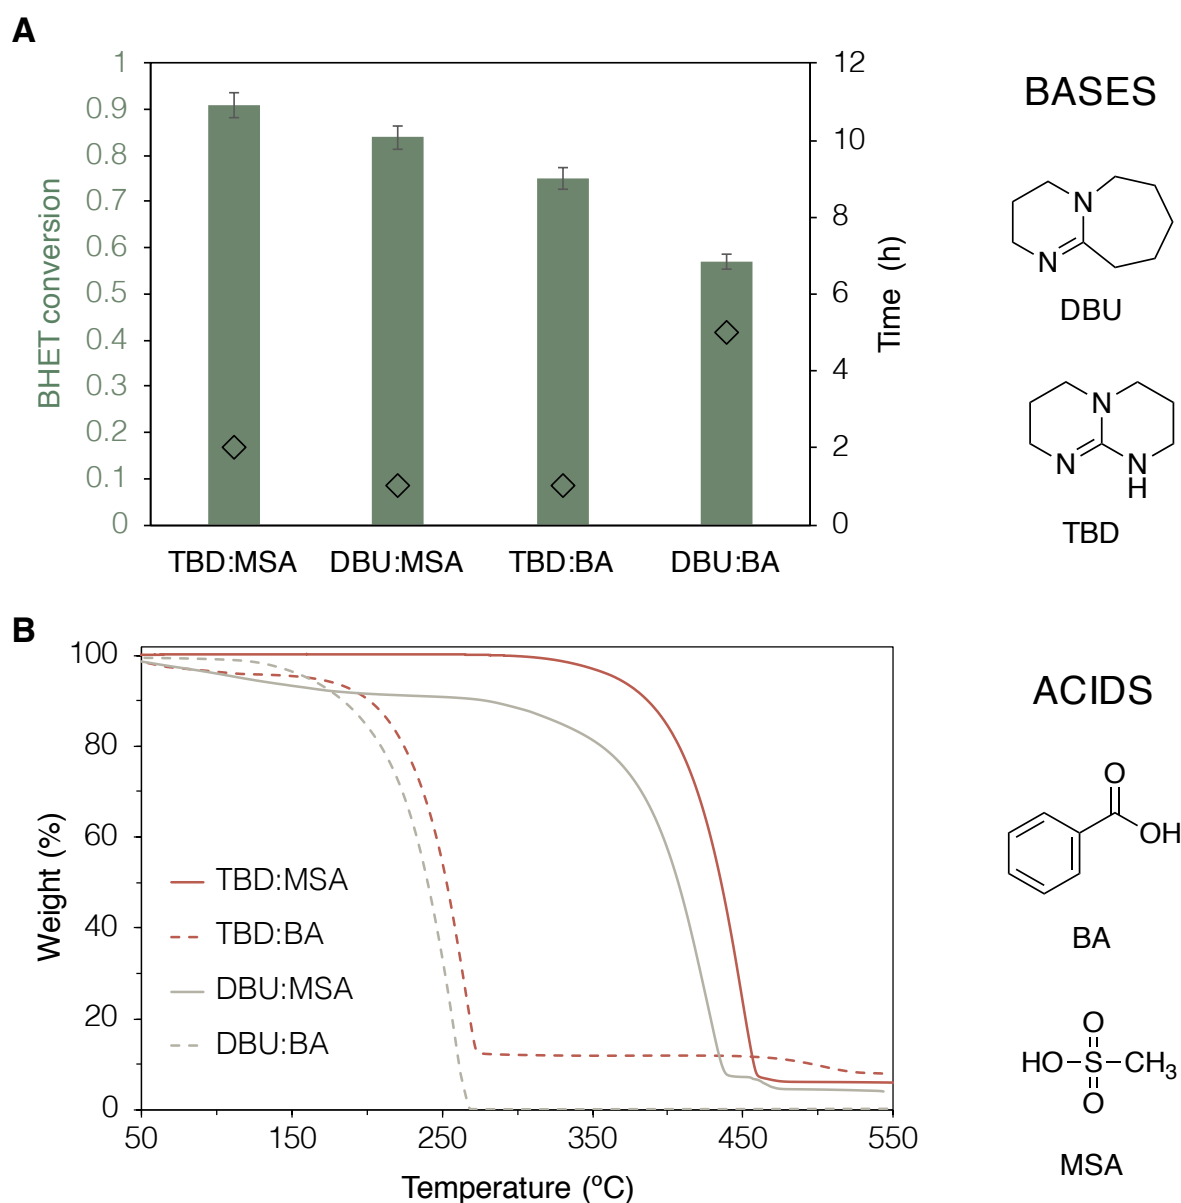 A
BHET conversion
1
0.9
0.8
0.7
0.6
0.5
0.4
0.3
0.2
0.1
0
12
10
8
6
4
2
0
Time (h)
TBD:MSA DBU:MSA TBD:BA DBU:BA
BASES
N
N
DBU
N
N
N
H
TBD
B
Weight (%)
100
80
60
40
20
0
TBD:MSA
TBD:BA
DBU:MSA
DBU:BA
50 150 250 350 450 550
Temperature (ºC)
ACIDS
O
OH
BA
O
HO S CH3
O
MSA